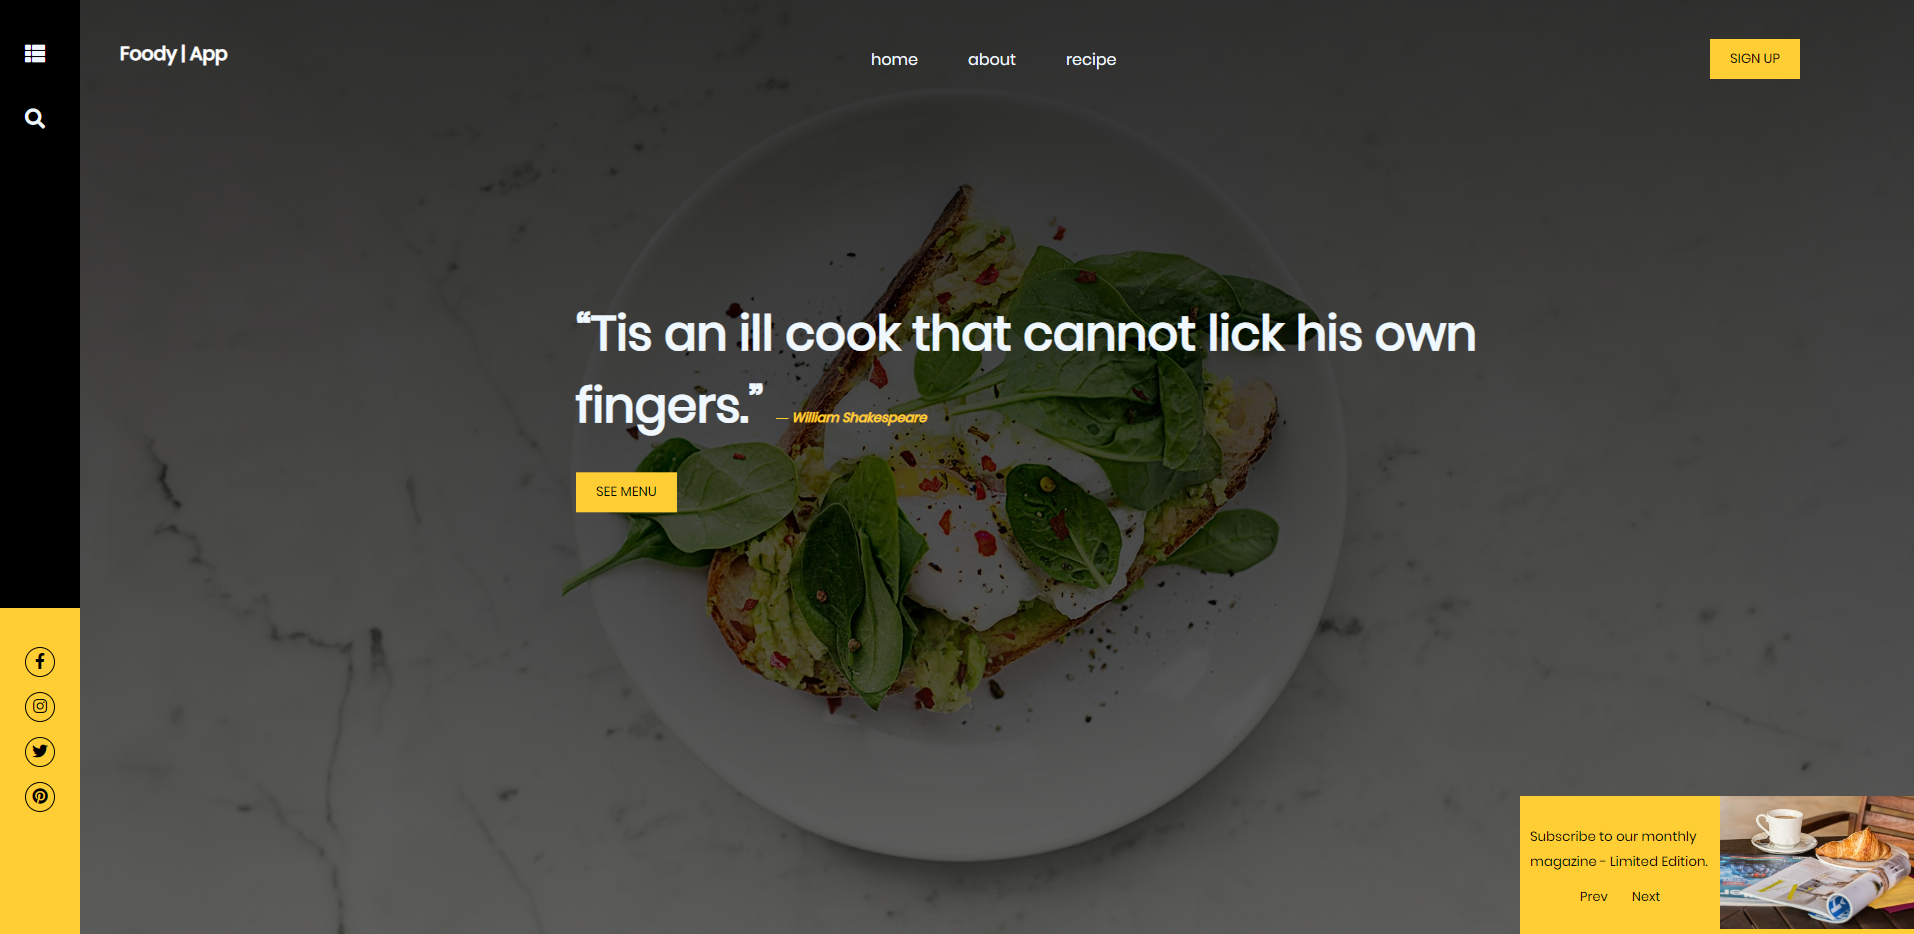 Foody | App
home about recipe
SIGN UP
“Tis an ill cook that cannot lick his own
fingers.” — William Shakespeare
SEE MENU
Subscribe to our monthly
magazine - Limited Edition.
Prev Next